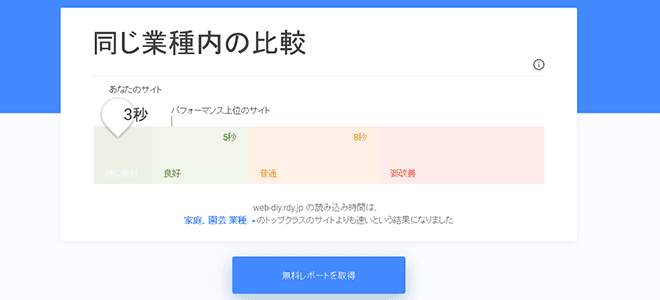 同じ業種内の比較
あなたのサイト
3秒
パフォーマンス上位のサイト
5秒
8秒
特に良好
良好
普通
要改善
web-diy.rdy.jp の読み込み時間は、
家庭、園芸 業種 のトップクラスのサイトよりも速いという結果になりました
無料レポートを取得